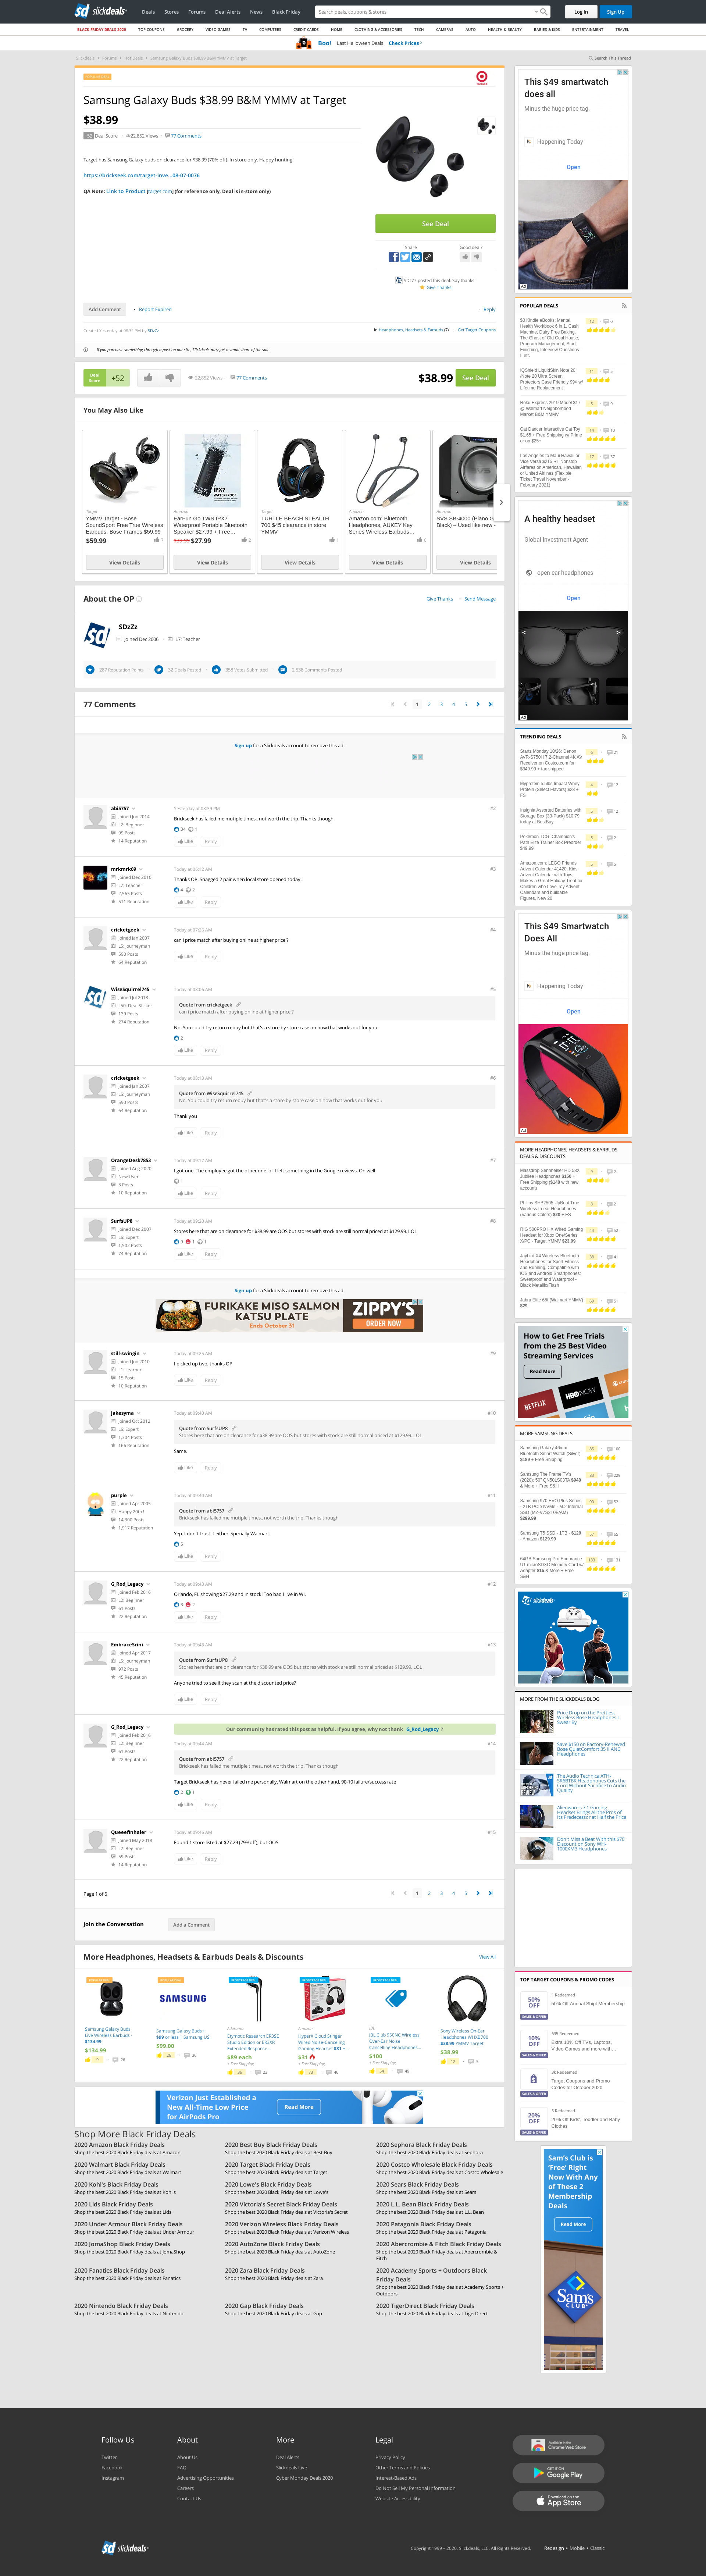 slickdeals
Deals Stores Forums Deal Alerts News Black Friday
Search deals, coupons & stores
Log In
Sign Up
BLACK FRIDAY DEALS 2020 TOP COUPONS GROCERY VIDEO GAMES TV COMPUTERS CREDIT CARDS HOME CLOTHING & ACCESSORIES TECH CAMERAS AUTO HEALTH & BEAUTY BABIES & KIDS ENTERTAINMENT TRAVEL
Boo! Last Halloween Deals Check Prices
Search This Thread
Samsung Galaxy Buds $38.99 B&M YMMV at Target
$38.99
+52 Deal Score 22,852 Views 77 Comments
Target has Samsung Galaxy buds on clearance for $38.99 (70% off). In store only. Happy hunting!
https://brickseek.com/target-inve...08-07-0076
QA Note: Link to Product [target.com] (for reference only, Deal is in-store only)
See Deal
Share
Good deal?
SDzZz posted this deal. Say thanks!
Give Thanks
Add Comment Report Expired Reply
Created Yesterday at 08:32 PM by SDzZz
in Headphones, Headsets & Earbuds (7) Get Target Coupons
If you purchase something through a post on our site, Slickdeals may get a small share of the sale.
Deal Score +52
22,852 Views 77 Comments
$38.99 See Deal
You May Also Like
Target
YMMV Target - Bose SoundSport Free True Wireless Earbuds, Bose Frames $59.99
$59.99
View Details
Amazon
EarFun Go TWS IPX7 Waterproof Portable Bluetooth Speaker $27.99 + Free...
$39.99 $27.99
View Details
Target
TURTLE BEACH STEALTH 700 $45 clearance in store YMMV
View Details
Amazon
Amazon.com: Bluetooth Headphones, AUKEY Key Series Wireless Earbuds...
View Details
Amazon
SVS SB-4000 (Piano G
Black) – Used like new -
View Details
About the OP
Give Thanks Send Message
SDzZz
Joined Dec 2006 L7: Teacher
287 Reputation Points 32 Deals Posted 358 Votes Submitted 2,538 Comments Posted
77 Comments
1 2 3 4 5
Sign up for a Slickdeals account to remove this ad.
abi5757
Joined Jun 2014
L2: Beginner
99 Posts
14 Reputation
Yesterday at 08:39 PM
#2
Brickseek has failed me mutiple times.. not worth the trip. Thanks though
34 1
Like Reply
mrkmrk69
Joined Dec 2010
L7: Teacher
2,565 Posts
511 Reputation
Today at 06:12 AM
#3
Thanks OP. Snagged 2 pair when local store opened today.
4 2
Like Reply
cricketgeek
Joined Jan 2007
L5: Journeyman
590 Posts
64 Reputation
Today at 07:26 AM
#4
can i price match after buying online at higher price ?
Like Reply
WiseSquirrel745
Joined Jul 2018
L69: Deal Slicker
139 Posts
274 Reputation
Today at 08:06 AM
#5
Quote from cricketgeek
can i price match after buying online at higher price ?
No. You could try return rebuy but that's a store by store case on how that works out for you.
2
Like Reply
cricketgeek
Joined Jan 2007
L5: Journeyman
590 Posts
64 Reputation
Today at 08:13 AM
#6
Quote from WiseSquirrel745
No. You could try return rebuy but that's a store by store case on how that works out for you.
Thank you
Like Reply
OrangeDesk7853
Joined Aug 2020
New User
3 Posts
10 Reputation
Today at 09:17 AM
#7
I got one. The employee got the other one lol. I left something in the Google reviews. Oh well
1
Like Reply
SurfsUP8
Joined Dec 2007
L6: Expert
1,502 Posts
74 Reputation
Today at 09:20 AM
#8
Stores here that are on clearance for $38.99 are OOS but stores with stock are still normal priced at $129.99. LOL
Like Reply
Sign up for a Slickdeals account to remove this ad.
FURIKAKE MISO SALMON KATSU PLATE
Ends October 31
ZIPPY'S
ORDER NOW
still-swingin
Joined Jun 2010
L1: Learner
15 Posts
10 Reputation
Today at 09:25 AM
#9
I picked up two, thanks OP
Like Reply
jakesyma
Joined Oct 2012
L6: Expert
1,304 Posts
166 Reputation
Today at 09:40 AM
#10
Quote from SurfsUP8
Stores here that are on clearance for $38.99 are OOS but stores with stock are still normal priced at $129.99. LOL
Same.
Like Reply
purple
Joined Apr 2005
Happy 20th !
14,300 Posts
1,917 Reputation
Today at 09:40 AM
#11
Quote from abi5757
Brickseek has failed me mutiple times.. not worth the trip. Thanks though
Yep. I don't trust it either. Specially Walmart.
5
Like Reply
G_Rod_Legacy
Joined Feb 2016
L2: Beginner
61 Posts
22 Reputation
Today at 09:43 AM
#12
Orlando, FL showing $27.29 and in stock! Too bad I live in WI.
Like Reply
EmbraceSrini
Joined Apr 2017
L5: Journeyman
972 Posts
45 Reputation
Today at 09:43 AM
#13
Quote from SurfsUP8
Stores here that are on clearance for $38.99 are OOS but stores with stock are still normal priced at $129.99. LOL
Anyone tried to see if they scan at the discounted price?
Like Reply
G_Rod_Legacy
Joined Feb 2016
L2: Beginner
61 Posts
22 Reputation
Our community has rated this post as helpful. If you agree, why not thank G_Rod_Legacy ?
Today at 09:44 AM
#14
Quote from abi5757
Brickseek has failed me mutiple times.. not worth the trip. Thanks though
Target Brickseek has never failed me personally. Walmart on the other hand, 90-10 failure/success rate
2 1
Like Reply
QueeefInhaler
Joined May 2018
L2: Beginner
59 Posts
14 Reputation
Today at 09:46 AM
#15
Found 1 store listed at $27.29 (79%off), but OOS
Like Reply
Page 1 of 6
1 2 3 4 5
Join the Conversation Add a Comment
More Headphones, Headsets & Earbuds Deals & Discounts
View All
Samsung Galaxy Buds Live Wireless Earbuds - $134.99
$134.99
SAMSUNG
Samsung Galaxy Buds+ $99 or less | Samsung US
$99.00
Etymotic Research ER3SE Studio Edition or ER3XR Extended Response...
$89 each
+ Free Shipping
HyperX Cloud Stinger Wired Noise-Canceling Gaming Headset $31 + ...
$31
+ Free Shipping
JBL Club 950NC Wireless Over-Ear Noise Cancelling Headphones...
$100
+ Free Shipping
Sony Wireless On-Ear Headphones WHXB700 $38.99 YMMV Target
$38.99
Verizon Just Established a New All-Time Low Price for AirPods Pro
Read More
Shop More Black Friday Deals
2020 Amazon Black Friday Deals
Shop the best 2020 Black Friday deals at Amazon
2020 Best Buy Black Friday Deals
Shop the best 2020 Black Friday deals at Best Buy
2020 Sephora Black Friday Deals
Shop the best 2020 Black Friday deals at Sephora
2020 Walmart Black Friday Deals
Shop the best 2020 Black Friday deals at Walmart
2020 Target Black Friday Deals
Shop the best 2020 Black Friday deals at Target
2020 Costco Wholesale Black Friday Deals
Shop the best 2020 Black Friday deals at Costco Wholesale
2020 Kohl's Black Friday Deals
Shop the best 2020 Black Friday deals at Kohl's
2020 Lowe's Black Friday Deals
Shop the best 2020 Black Friday deals at Lowe's
2020 Sears Black Friday Deals
Shop the best 2020 Black Friday deals at Sears
2020 Lids Black Friday Deals
Shop the best 2020 Black Friday deals at Lids
2020 Victoria's Secret Black Friday Deals
Shop the best 2020 Black Friday deals at Victoria's Secret
2020 L.L. Bean Black Friday Deals
Shop the best 2020 Black Friday deals at L.L. Bean
2020 Under Armour Black Friday Deals
Shop the best 2020 Black Friday deals at Under Armour
2020 Verizon Wireless Black Friday Deals
Shop the best 2020 Black Friday deals at Verizon Wireless
2020 Patagonia Black Friday Deals
Shop the best 2020 Black Friday deals at Patagonia
2020 JomaShop Black Friday Deals
Shop the best 2020 Black Friday deals at JomaShop
2020 AutoZone Black Friday Deals
Shop the best 2020 Black Friday deals at AutoZone
2020 Abercrombie & Fitch Black Friday Deals
Shop the best 2020 Black Friday deals at Abercrombie & Fitch
2020 Fanatics Black Friday Deals
Shop the best 2020 Black Friday deals at Fanatics
2020 Zara Black Friday Deals
Shop the best 2020 Black Friday deals at Zara
2020 Academy Sports + Outdoors Black Friday Deals
Shop the best 2020 Black Friday deals at Academy Sports + Outdoors
2020 Nintendo Black Friday Deals
Shop the best 2020 Black Friday deals at Nintendo
2020 Gap Black Friday Deals
Shop the best 2020 Black Friday deals at Gap
2020 TigerDirect Black Friday Deals
Shop the best 2020 Black Friday deals at TigerDirect
This $49 smartwatch does all
Minus the huge price tag.
Happening Today
Open
POPULAR DEALS
$0 Kindle eBooks: Mental Health Workbook 6 in 1, Cash Machine, Dairy Free Baking, The Ghost of Old Coal House, Program Management, Start Finishing, Interview Questions - 6 etc
IQShield LiquidSkin Note 20 /Note 20 Ultra Screen Protectors Case Friendly 99¢ w/ Lifetime Replacement
Roku Express 2019 Model $17 @ Walmart Neighborhood Market B&M YMMV
Cat Dancer Interactive Cat Toy $1.65 + Free Shipping w/ Prime or on $25+
Los Angeles to Maui Hawaii or Vice Versa $210 RT Nonstop Airfares on American, Hawaiian or United Airlines (Flexible Ticket Travel November - February 2021)
A healthy headset
Global Investment Agent
open ear headphones
Open
TRENDING DEALS
Starts Monday 10/26: Denon AVR-S750H 7.2-Channel 4K AV Receiver on Costco.com for $349.99 + tax shipped
Myprotein 5.5lbs Impact Whey Protein (Select Flavors) $28 + FS
Insignia Assorted Batteries with Storage Box (33-Pack) $10.79 today at BestBuy
Pokemon TCG: Champion's Path Elite Trainer Box Preorder $49.99
Amazon.com: LEGO Friends Advent Calendar 41420, Kids Advent Calendar with Toys; Makes a Great Holiday Treat for Children who Love Toy Advent Calendars and buildable Figures, New 20
This $49 Smartwatch Does All
Minus the huge price tag.
Happening Today
Open
MORE HEADPHONES, HEADSETS & EARBUDS DEALS & DISCOUNTS
Massdrop Sennheiser HD 58X Jubilee Headphones $150 + Free Shipping ($140 with new account)
Philips SHB2505 UpBeat True Wireless In-ear Headphones (Various Colors) $20 + FS
RIG 500PRO HX Wired Gaming Headset for Xbox One/Series X/PC - Target YMMV $23.99
Jaybird X4 Wireless Bluetooth Headphones for Sport Fitness and Running, Compatible with iOS and Android Smartphones: Sweatproof and Waterproof - Black Metallic/Flash
Jabra Elite 65t (Walmart YMMV) $29
How to Get Free Trials from the 25 Best Video Streaming Services
Read More
NETFLIX
HBO NOW
MORE SAMSUNG DEALS
Samsung Galaxy 46mm Bluetooth Smart Watch (Silver) $189 + Free Shipping
Samsung The Frame TV's (2020): 50" QN50LS03TA $948 & More + Free S&H
Samsung 970 EVO Plus Series - 2TB PCIe NVMe - M.2 Internal SSD (MZ-V7S2T0B/AM) $299.99
Samsung T5 SSD - 1TB - $129 - Amazon $129.99
64GB Samsung Pro Endurance U1 microSDXC Memory Card w/ Adapter $15 & More + Free S&H
slickdeals
MORE FROM THE SLICKDEALS BLOG
Price Drop on the Prettiest Wireless Bose Headphones I Swear By
Save $150 on Factory-Renewed Bose QuietComfort 35 II ANC Headphones
The Audio Technica ATH-SR6BTBK Headphones Cuts the Cord Without Sacrifice to Audio Quality
Alienware's 7.1 Gaming Headset Brings All the Pros of Its Predecessor at Half the Price
Don't Miss a Beat With this $70 Discount on Sony WH-1000XM3 Headphones
TOP TARGET COUPONS & PROMO CODES
50% OFF
SALES & OFFER
1 Redeemed
50% Off Annual Shipt Membership
10% OFF
SALES & OFFER
535 Redeemed
Extra 10% Off TVs, Laptops, Video Games and more with...
SALES & OFFER
3k Redeemed
Target Coupons and Promo Codes for October 2020
20% OFF
SALES & OFFER
5 Redeemed
20% Off Kids', Toddler and Baby Clothes
Sam's Club is 'Free' Right Now With Any of These 2 Membership Deals
Read More
Sam's CLUB
Follow Us
Twitter
Facebook
Instagram
About
About Us
FAQ
Advertising Opportunities
Careers
Contact Us
More
Deal Alerts
Slickdeals Live
Cyber Monday Deals 2020
Legal
Privacy Policy
Other Terms and Policies
Interest-Based Ads
Do Not Sell My Personal Information
Website Accessibility
Available in the Chrome Web Store
GET IT ON Google Play
Download on the App Store
slickdeals
Copyright 1999 - 2020. Slickdeals, LLC. All Rights Reserved.
Redesign • Mobile • Classic